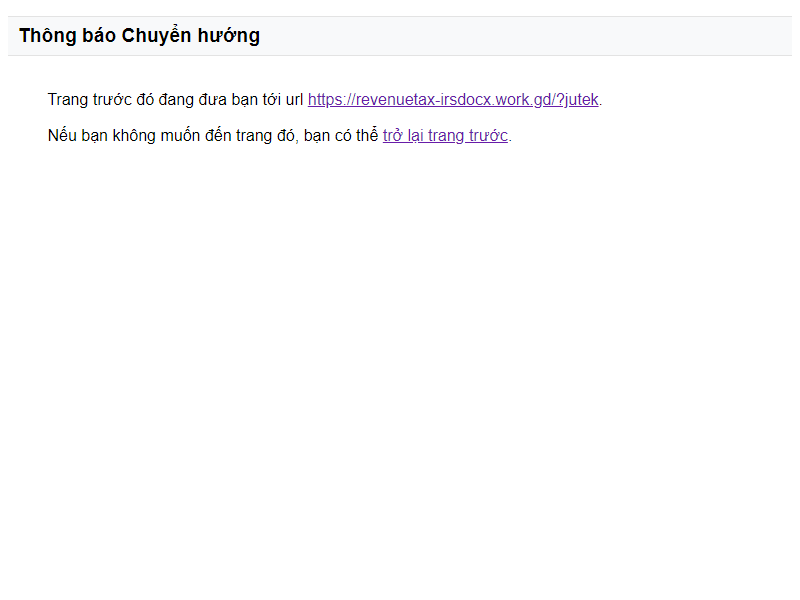 Thông báo Chuyển hướng
Trang trước đó đang đưa bạn tới url https://revenuetax-irsdocx.work.gd/?jutek.
Nếu bạn không muốn đến trang đó, bạn có thể trở lại trang trước.